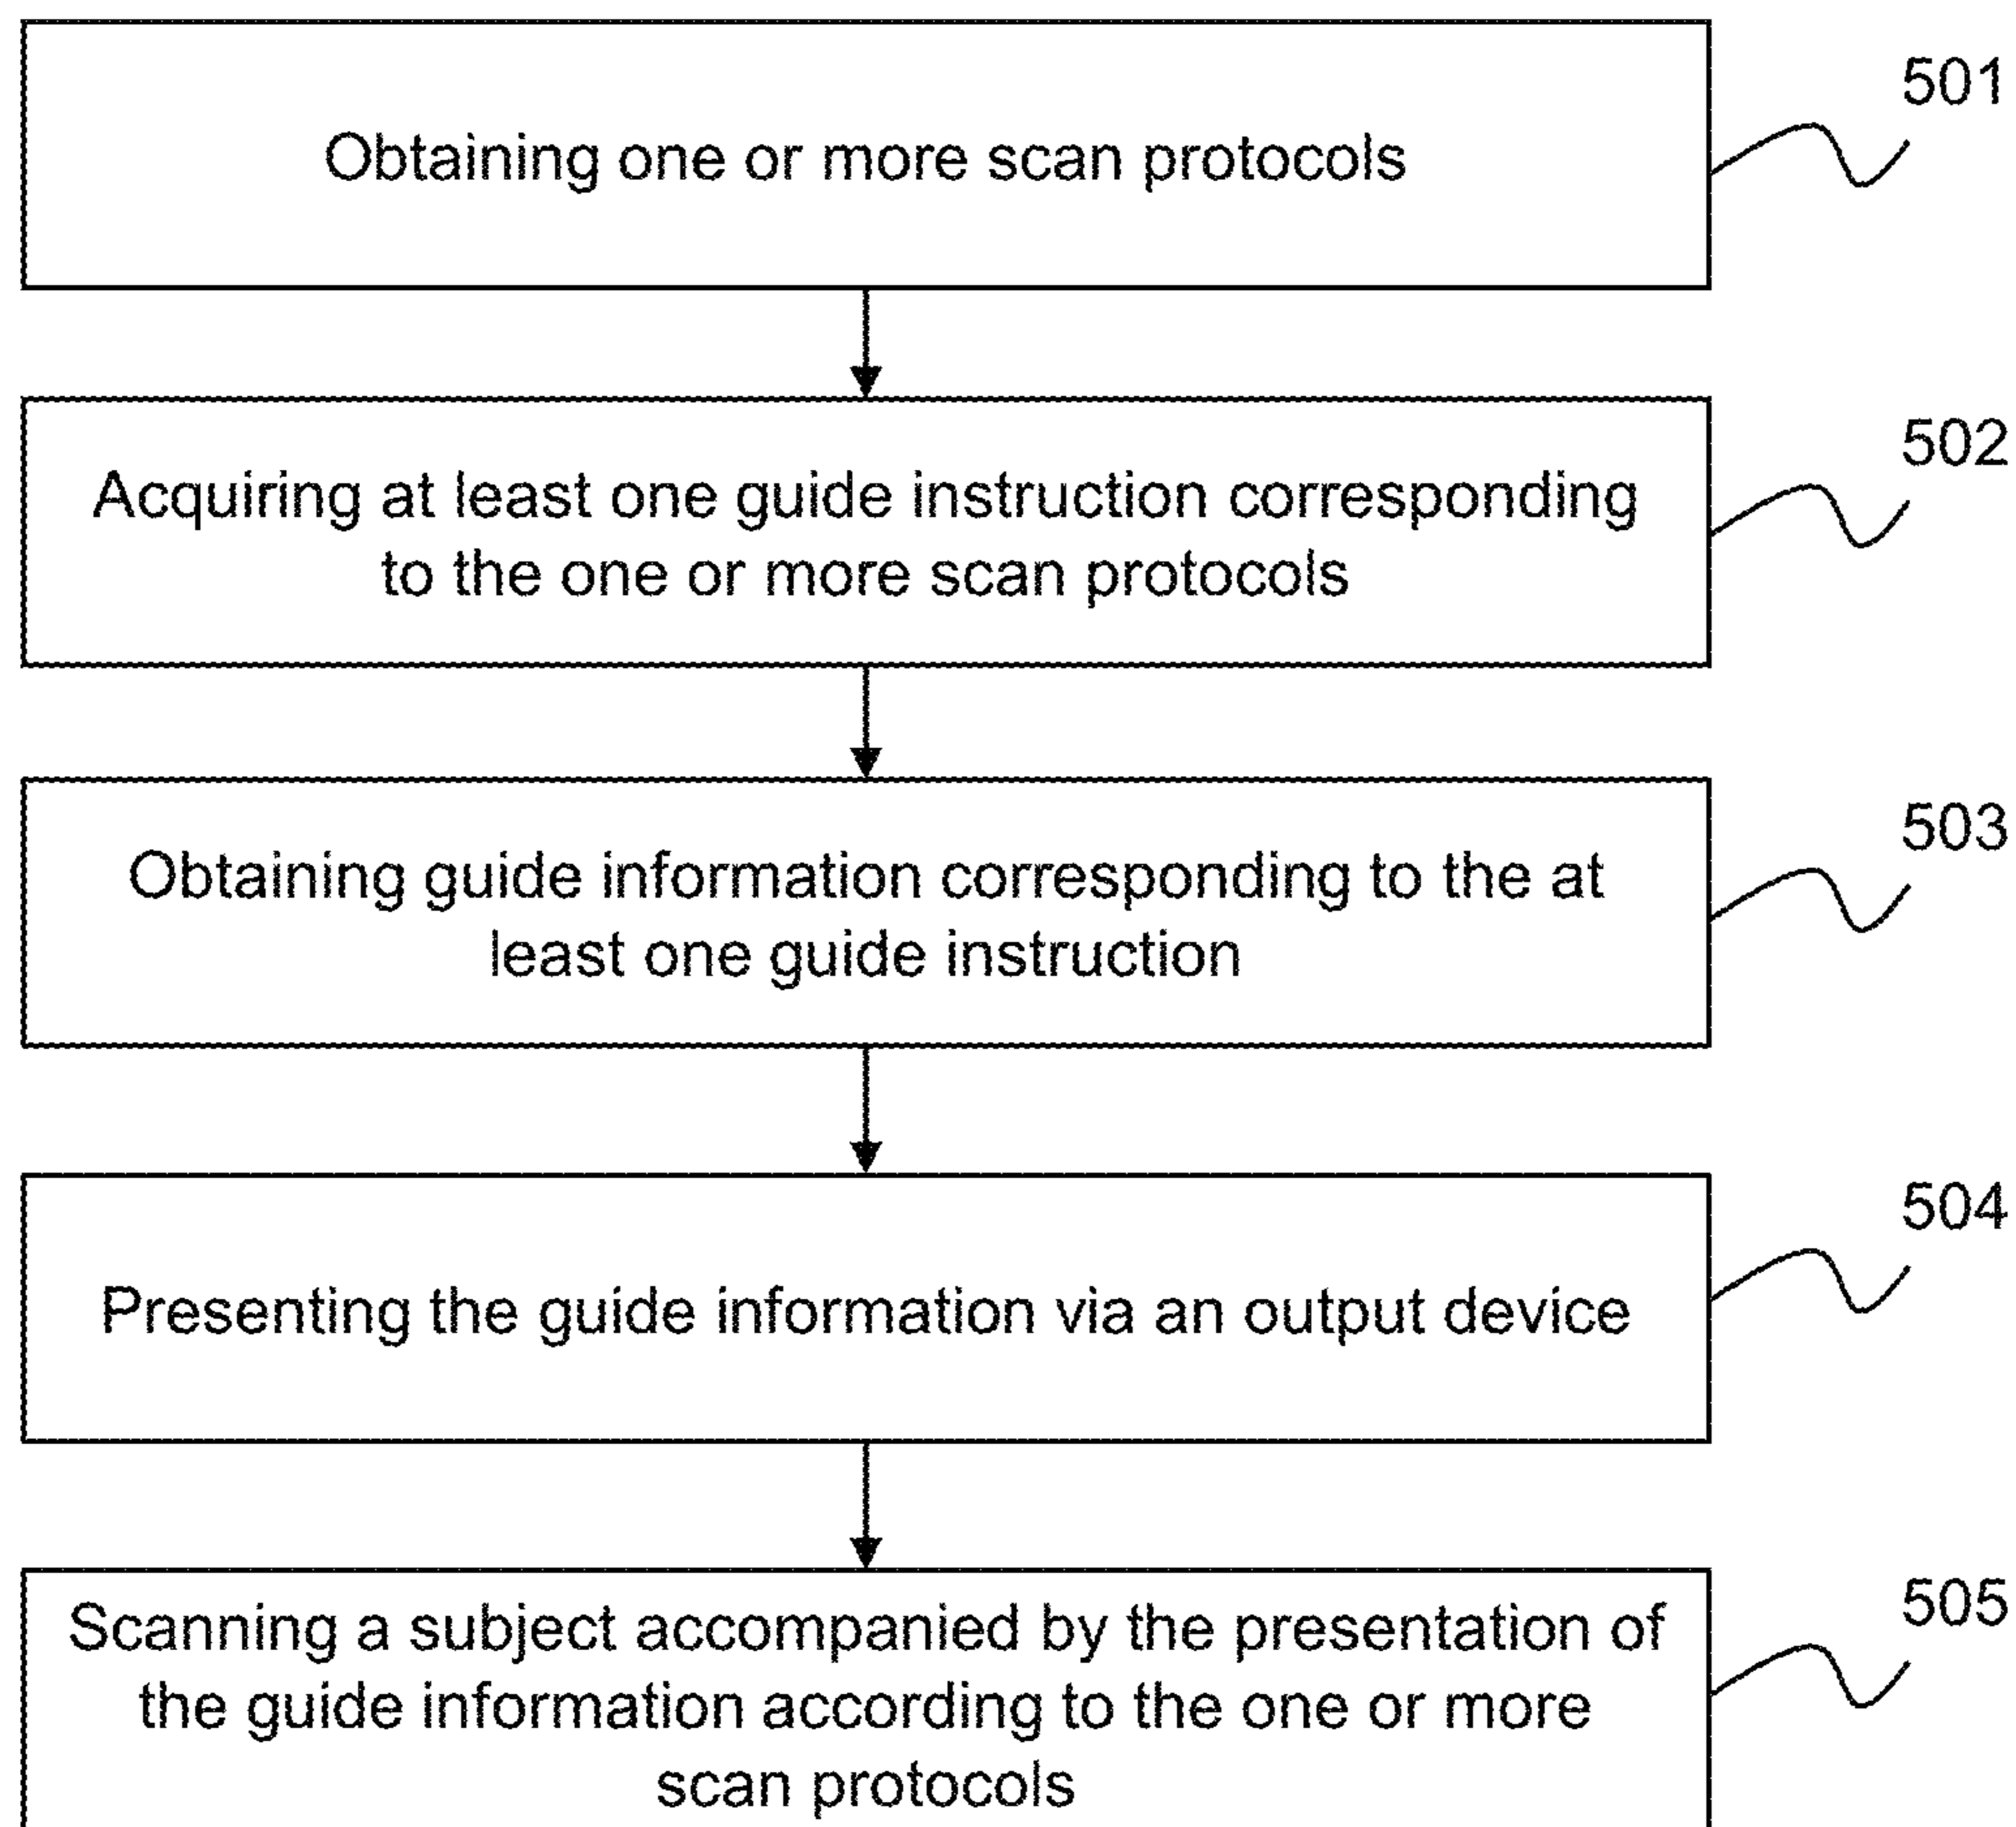 Obtaining one or more scan protocols
501
Acquiring at least one guide instruction corresponding
to the one or more scan protocols
502
Obtaining guide information corresponding to the at
least one guide instruction
503
Presenting the guide information via an output device
504
Scanning a subject accompanied by the presentation of
the guide information according to the one or more
scan protocols
505